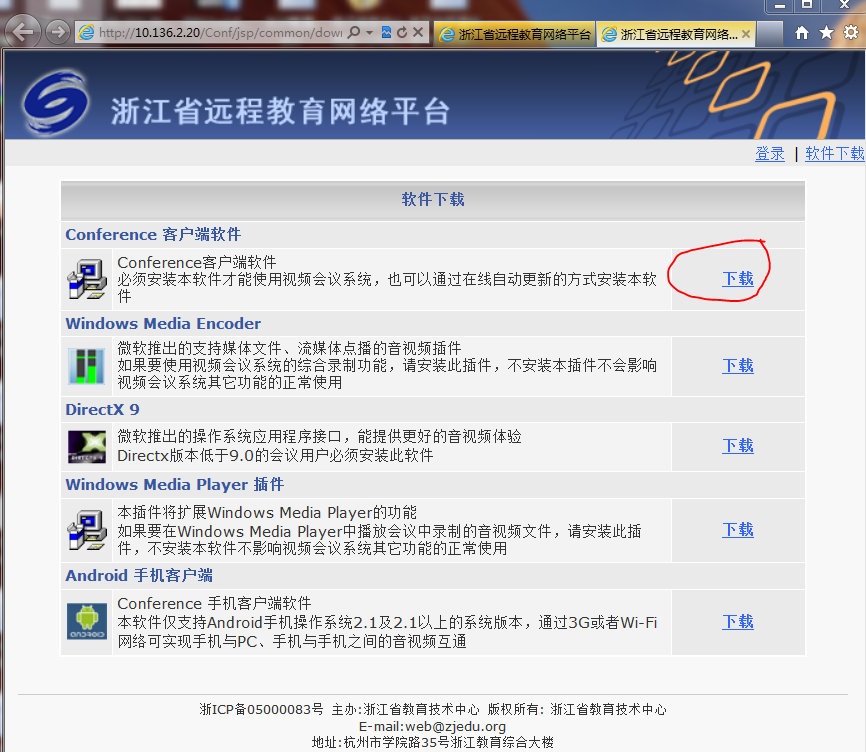 http://10.136.2.20/Conf/jsp/common/dow
浙江省远程教育网络平台
浙江省远程教育网络...
浙江省远程教育网络平台
登录 | 软件下载
软件下载
Conference 客户端软件
Conference客户端软件
必须安装本软件才能使用视频会议系统，也可以通过在线自动更新的方式安装本软
件
下载
Windows Media Encoder
微软推出的支持媒体文件、流媒体点播的音视频插件
如果要使用视频会议系统的综合录制功能，请安装此插件，不安装本插件不会影响
视频会议系统其它功能的正常使用
下载
DirectX 9
微软推出的操作系统应用程序接口，能提供更好的音视频体验
Directx版本低于9.0的会议用户必须安装此软件
下载
Windows Media Player 插件
本插件将扩展Windows Media Player的功能
如果要在Windows Media Player中播放会议中录制的音视频文件，请安装此插
件，不安装本软件不影响视频会议系统其它功能的正常使用
下载
Android 手机客户端
Conference 手机客户端软件
本软件仅支持Android手机操作系统2.1及2.1以上的系统版本，通过3G或者Wi-Fi
网络可实现手机与PC、手机与手机之间的音视频互通
下载
浙ICP备05000083号 主办:浙江省教育技术中心 版权所有: 浙江省教育技术中心
E-mail:web@zjedu.org
地址:杭州市学院路35号浙江教育综合大楼